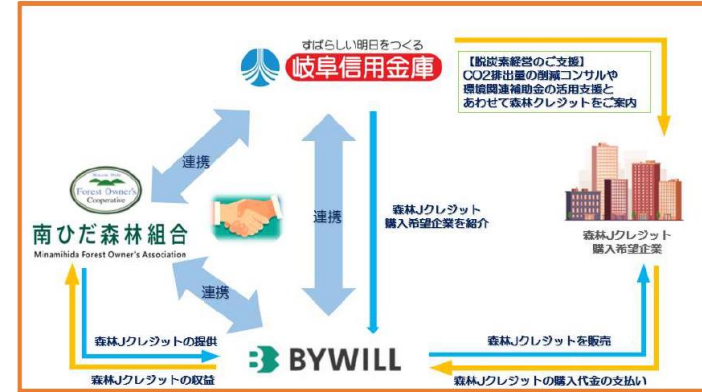 すばらしい明日をつくる
岐阜信用金庫
【脱炭素経営のご支援】
CO2排出量の削減コンサルや
環境関連補助金の活用支援と
あわせて森林クレジットをご案内
連携
Forest Owner's
Cooperative
南ひだ森林組合
Minamihida Forest Owner's Association
連携
森林Jクレジット
購入希望企業を紹介
森林Jクレジット
購入希望企業
連携
森林Jクレジットの提供
森林Jクレジットの収益
BYWILL
森林Jクレジットを販売
森林Jクレジットの購入代金の支払い